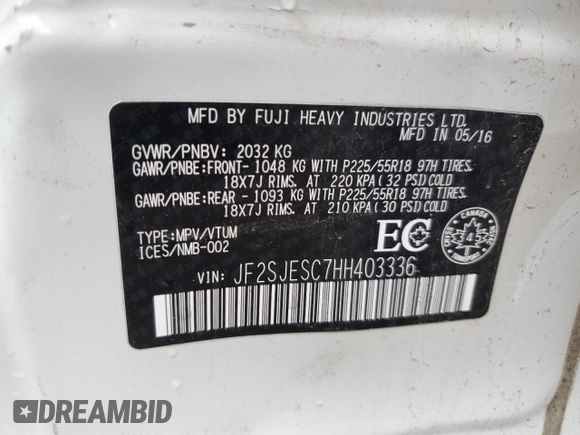 MFD BY FUJI HEAVY INDUSTRIES LTD.
MFD IN 05/16
GVWR/PNBV: 2032 KG
GAWR/PNBE:FRONT- 1048 KG WITH P225/55R18 97H TIRES.
18X7J RIMS. AT 220 KPA(32 PSI)COLD
GAWR/PNBE:REAR - 1093 KG WITH P225/55R18 97H TIRES.
18X7J RIMS. AT 210 KPA(30 PSI)COLD
TYPE:MPV/VTUM
ICES/NMB-002
EC
CANADA
TRANSPORT
VIN: JF2SJESC7HH403336
DREAMBID